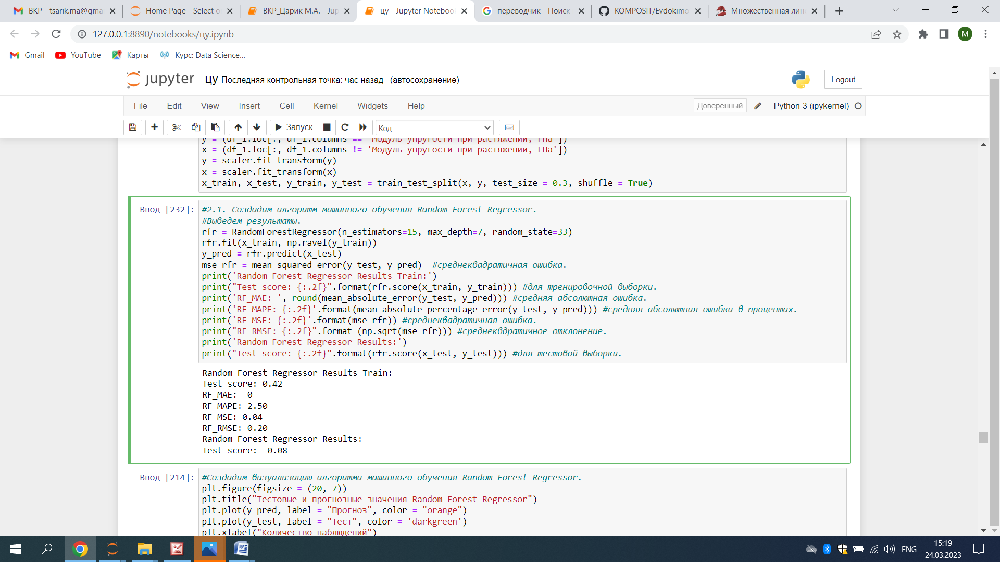 BKP - tsarik.ma@gma
Home Page - Select o
ВКР_Царик М.А. - Jup
цу - Jupyter Notebook
переводчик - Поиск
KOMPOSIT/Evdokimo
Множественная лин
127.0.0.1:8890/notebooks/цу.ipynb
M
Gmail
YouTube
Карты
Курс: Data Science...
jupyter
цу Последняя контрольная точка: час назад (автосохранение)
Logout
File Edit View Insert Cell Kernel Widgets Help
Доверенный
Python 3 (ipykernel)
Запуск
Код
y = (df_1.loc[:, df_1.columns == 'Модуль упругости при растяжении, ГПа'])
x = (df_1.loc[:, df_1.columns != 'Модуль упругости при растяжении, ГПа'])
y = scaler.fit_transform(y)
x = scaler.fit_transform(x)
x_train, x_test, y_train, y_test = train_test_split(x, y, test_size = 0.3, shuffle = True)
Ввод [232]:
#2.1. Создадим алгоритм машинного обучения Random Forest Regressor.
#Выведем результаты.
rfr = RandomForestRegressor(n_estimators=15, max_depth=7, random_state=33)
rfr.fit(x_train, np.ravel(y_train))
y_pred = rfr.predict(x_test)
mse_rfr = mean_squared_error(y_test, y_pred)  #среднеквадратичная ошибка.
print('Random Forest Regressor Results Train:')
print("Test score: {:.2f}".format(rfr.score(x_train, y_train))) #для тренировочной выборки.
print('RF_MAE: ', round(mean_absolute_error(y_test, y_pred))) #средняя абсолютная ошибка.
print('RF_MAPE: {:.2f}'.format(mean_absolute_percentage_error(y_test, y_pred))) #средняя абсолютная ошибка в процентах.
print('RF_MSE: {:.2f}'.format(mse_rfr)) #среднеквадратичная ошибка.
print("RF_RMSE: {:.2f}".format (np.sqrt(mse_rfr))) #среднеквдратичное отклонение.
print('Random Forest Regressor Results:')
print("Test score: {:.2f}".format(rfr.score(x_test, y_test))) #для тестовой выборки.
Random Forest Regressor Results Train:
Test score: 0.42
RF_MAE:  0
RF_MAPE: 2.50
RF_MSE: 0.04
RF_RMSE: 0.20
Random Forest Regressor Results:
Test score: -0.08
Ввод [214]:
#Создадим визуализацию алгоритма машинного обучения Random Forest Regressor.
plt.figure(figsize = (20, 7))
plt.title("Тестовые и прогнозные значения Random Forest Regressor")
plt.plot(y_pred, label = "Прогноз", color = "orange")
plt.plot(y_test, label = "Тест", color = 'darkgreen')
plt.xlabel("Количество наблюдений")
ENG
15:19
24.03.2023